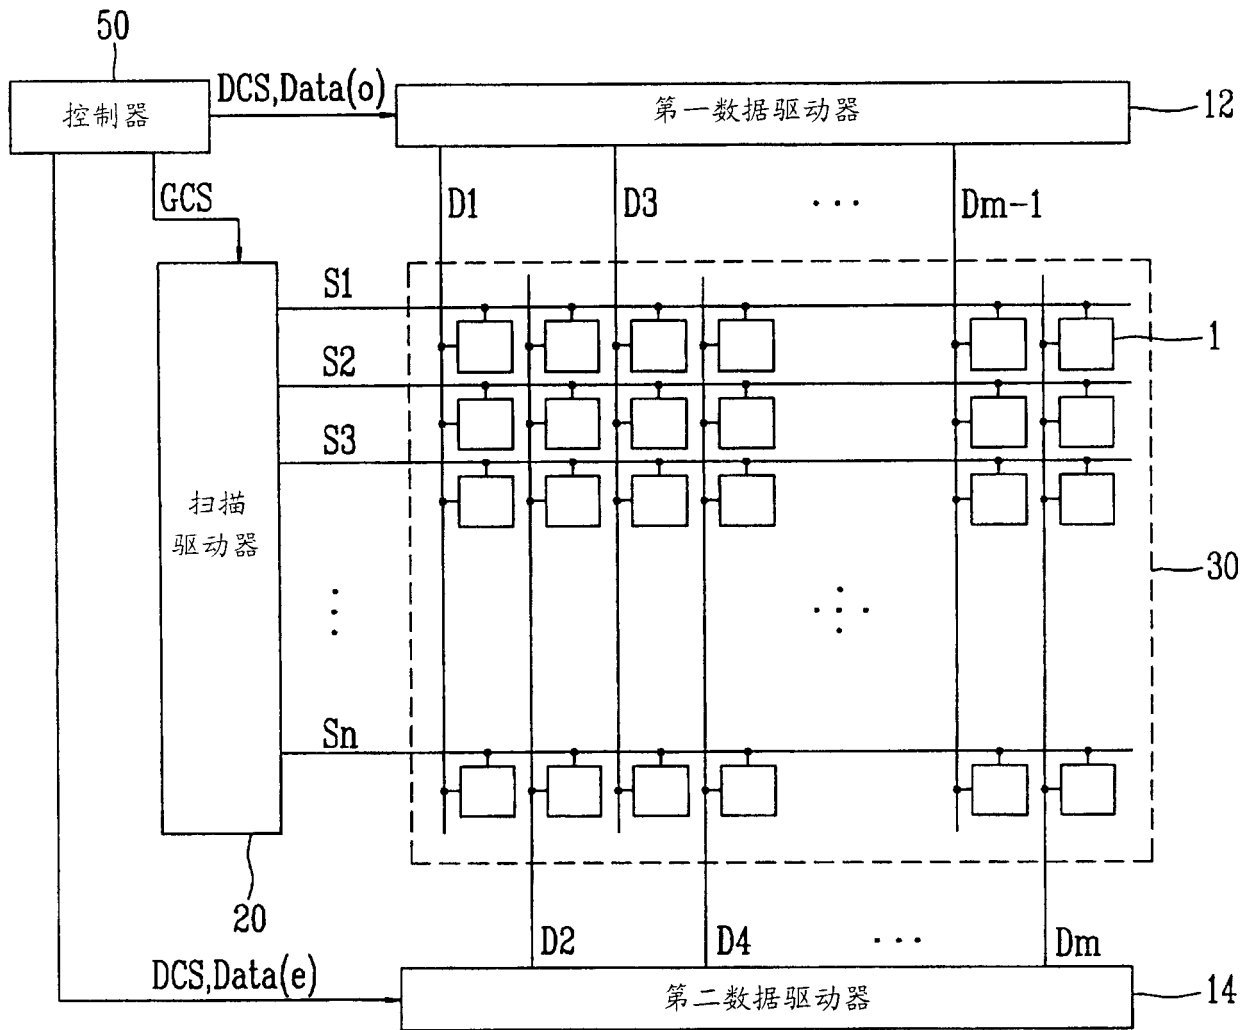 50
控制器
DCS,Data(o)
第一数据驱动器
12
GCS
D1
D3
...
Dm-1
S1
S2
S3
1
扫描
驱动器
30
Sn
20
D2
D4
...
Dm
DCS,Data(e)
第二数据驱动器
14